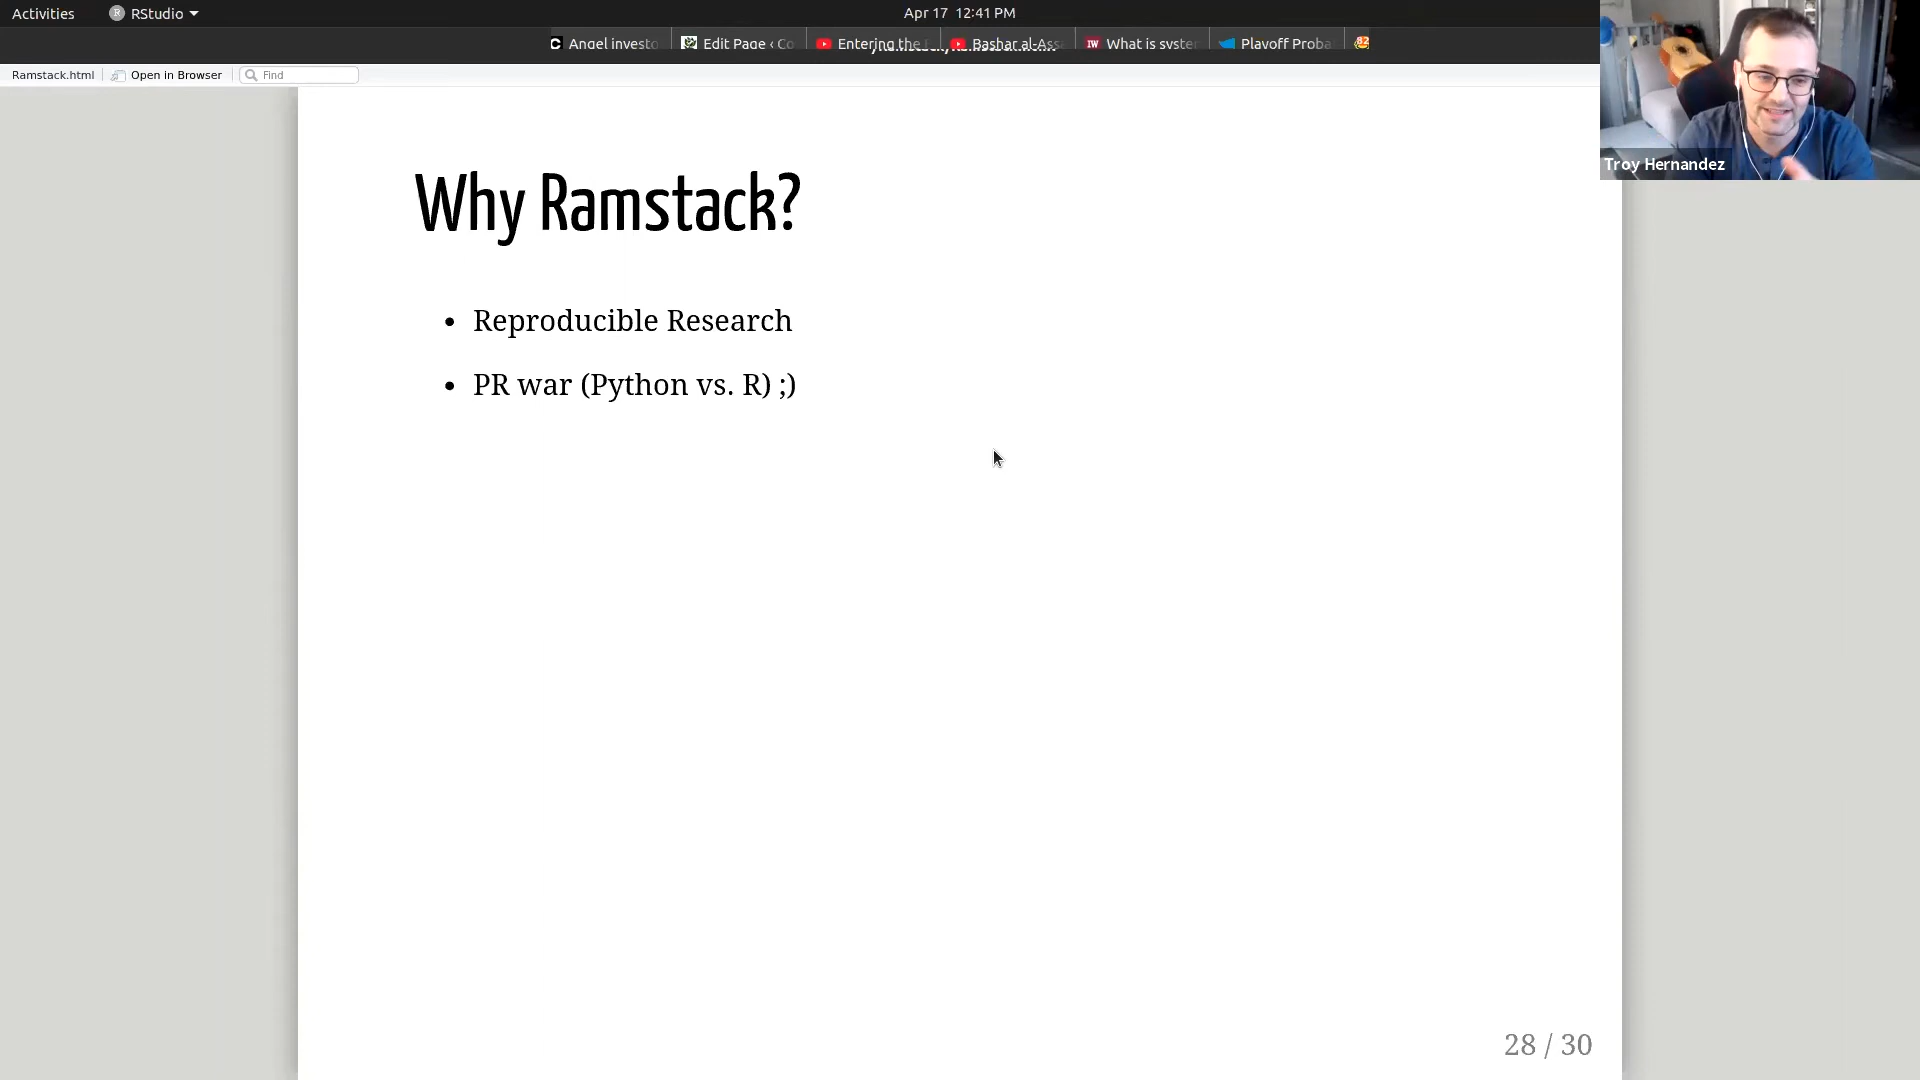 Activities RStudio Apr 17 12:41 PM
Angel investo Edit Page ‹ Co Entering the Bashar al-Ass What is syste Playoff Proba
Ramstack.html Open in Browser Find
Troy Hernandez
Why Ramstack?
• Reproducible Research
• PR war (Python vs. R) ;)
28 / 30